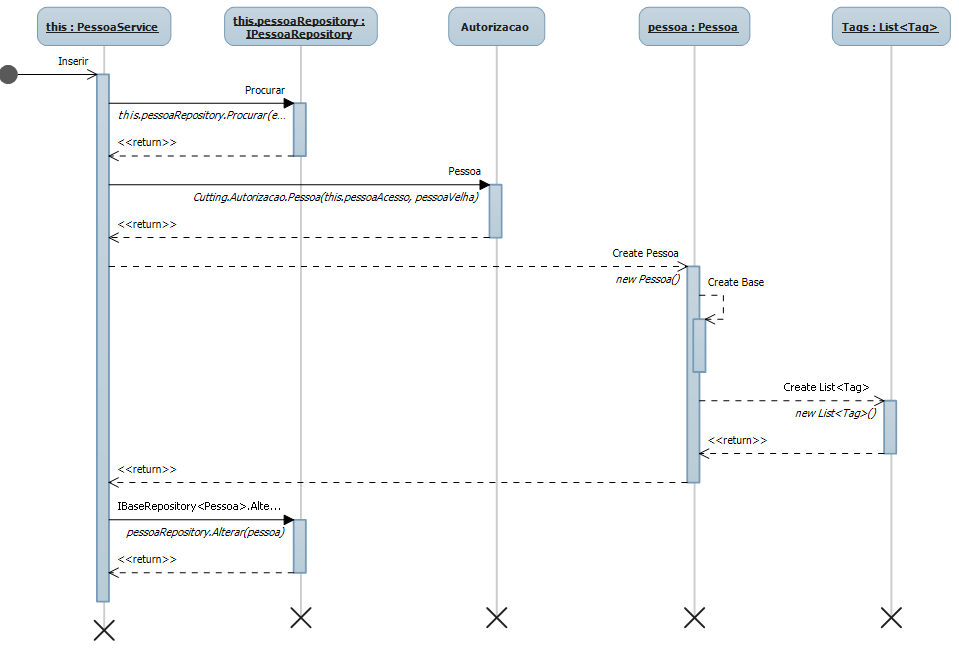 this : PessoaService
this.pessoaRepository :
IPessoaRepository
Autorizacao
pessoa : Pessoa
Tags : List<Tag>
Inserir
Procurar
this.pessoaRepository.Procurar(e...
<<return>>
Pessoa
Cutting.Autorizacao.Pessoa(this.pessoaAcesso, pessoaVelha)
<<return>>
Create Pessoa
new Pessoa()
Create Base
Create List<Tag>
new List<Tag>()
<<return>>
<<return>>
IBaseRepository<Pessoa>.Alte...
pessoaRepository.Alterar(pessoa)
<<return>>